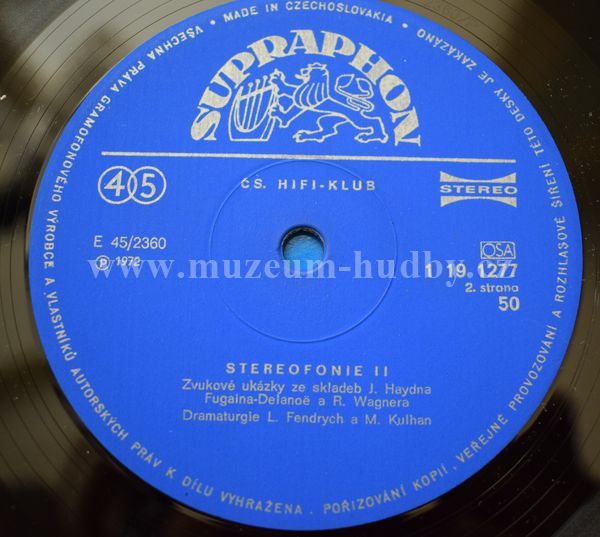 MADE IN CZECHOSLOVAKIA • VŠECHNA PRÁVA GRAMOFONOVÉHO VÝROBCE A VLASTNÍKŮ AUTORSKÝCH PRÁV K DÍLU VYHRAŽENA. POŘIZOVÁNÍ KOPIÍ, VEŘEJNÉ PROVOZOVÁNÍ A ROZHLASOVÉ ŠÍŘENÍ TÉTO DESKY JE ZAKÁZÁNO •
SUPRAPHON
45
ČS. HIFI-KLUB
STEREO
E 45/2360
OSA
℗ 1972
www.muzeum-hudby.cz
1 19 1277
2. strana
50
STEREOFONIE II
Zvukové ukázky ze skladeb J. Haydna
Fugaina-Delanoë a R. Wagnera
Dramaturgie L. Fendrych a M. Kulhan